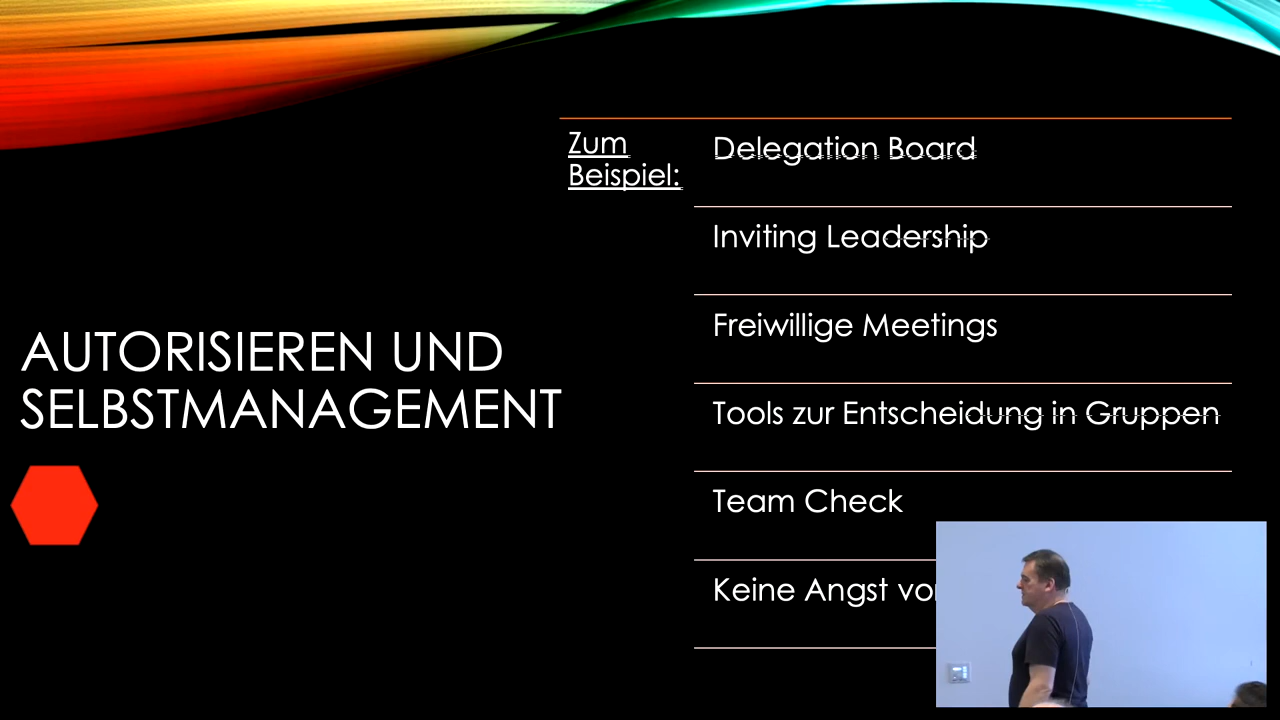 AUTORISIEREN UND
SELBSTMANAGEMENT
Zum
Beispiel:
Delegation Board
Inviting Leadership
Freiwillige Meetings
Tools zur Entscheidung in Gruppen
Team Check
Keine Angst